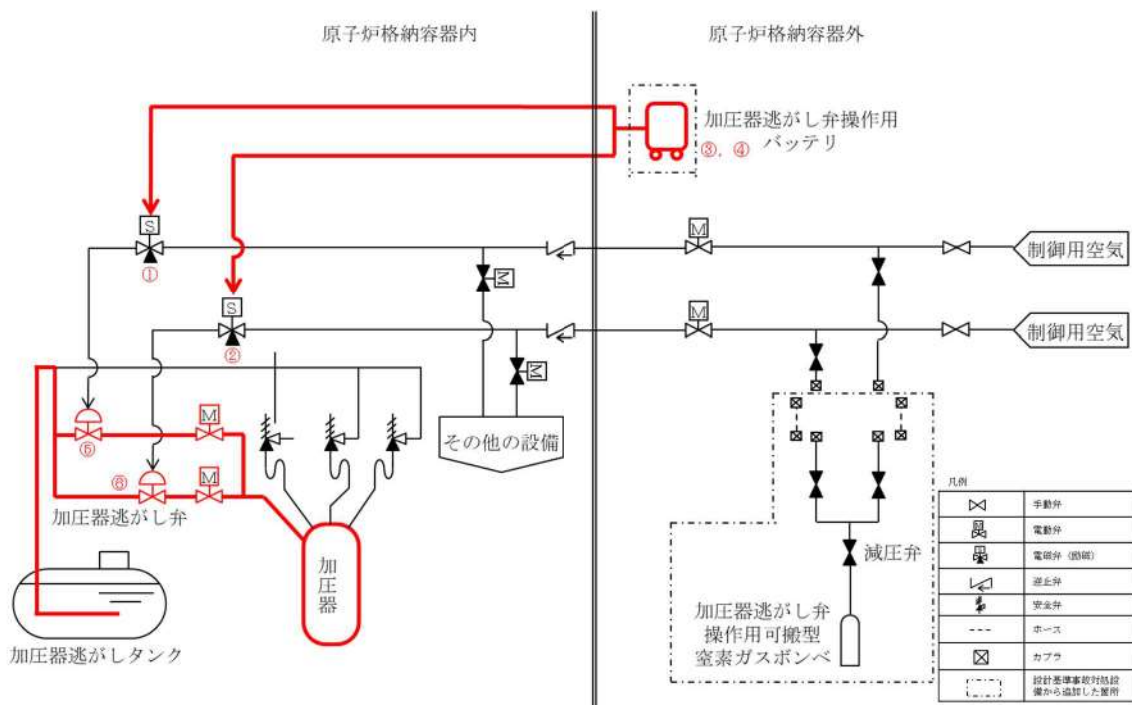 原子炉格納容器内
原子炉格納容器外
加圧器逃がし弁操作用
バッテリ
③, ④
S
①
M
制御用空気
M
S
②
M
制御用空気
M
その他の設備
M
⑤
M
⑥
加圧器逃がし弁
加圧器
加圧器逃がしタンク
減圧弁
加圧器逃がし弁
操作用可搬型
窒素ガスボンベ
凡例
手動弁
電動弁
電磁弁(励磁)
逆止弁
安全弁
ホース
カプラ
設計基準事故対処設
備から追加した箇所